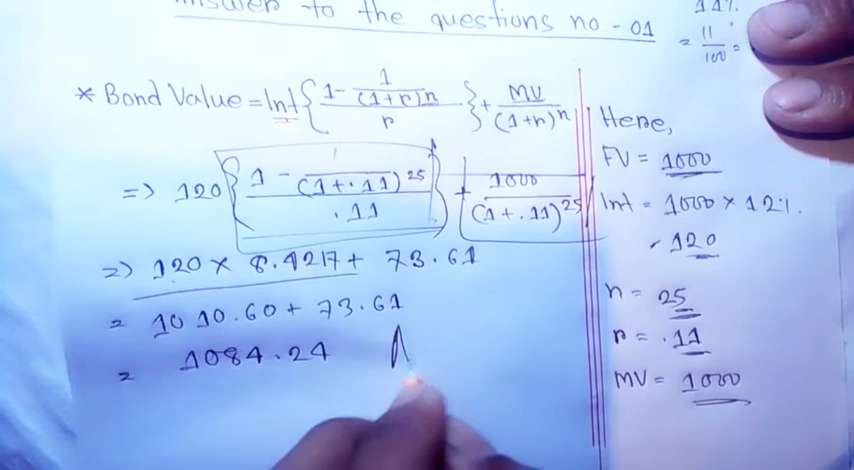 Answer to the questions no - 01
11%
= 11/100 =
* Bond Value = Int { 1 - 1/(1+r)n / r } + MV/(1+r)n
=> 120 { 1 - 1/(1+.11)25 / .11 } + 1000/(1+.11)25
=> 120 × 8.4217 + 73.61
= 1010.60 + 73.61
= 1084.24 A
Here,
FV = 1000
Int = 1000 × 12%.
120
n = 25
r = .11
MV = 1000